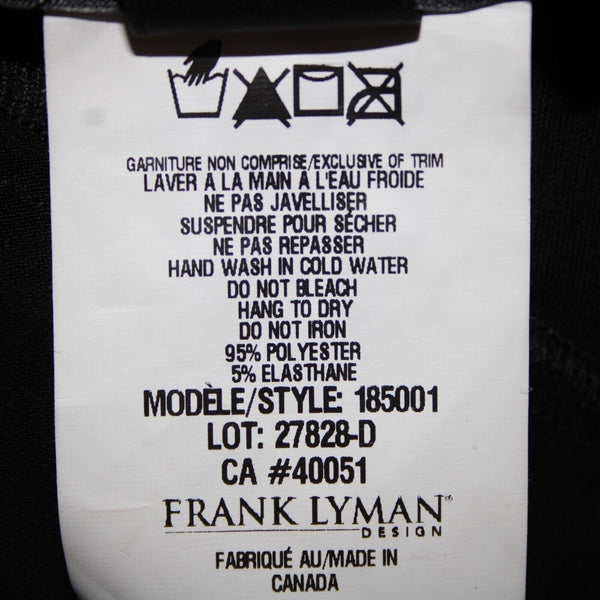 GARNITURE NON COMPRISE/EXCLUSIVE OF TRIM
LAVER A LA MAIN À L'EAU FROIDE
NE PAS JAVELLISER
SUSPENDRE POUR SÉCHER
NE PAS REPASSER
HAND WASH IN COLD WATER
DO NOT BLEACH
HANG TO DRY
DO NOT IRON
95% POLYESTER
5% ELASTHANE
MODÈLE/STYLE: 185001
LOT: 27828-D
CA #40051
FRANK LYMAN®
DESIGN
FABRIQUÉ AU/MADE IN
CANADA